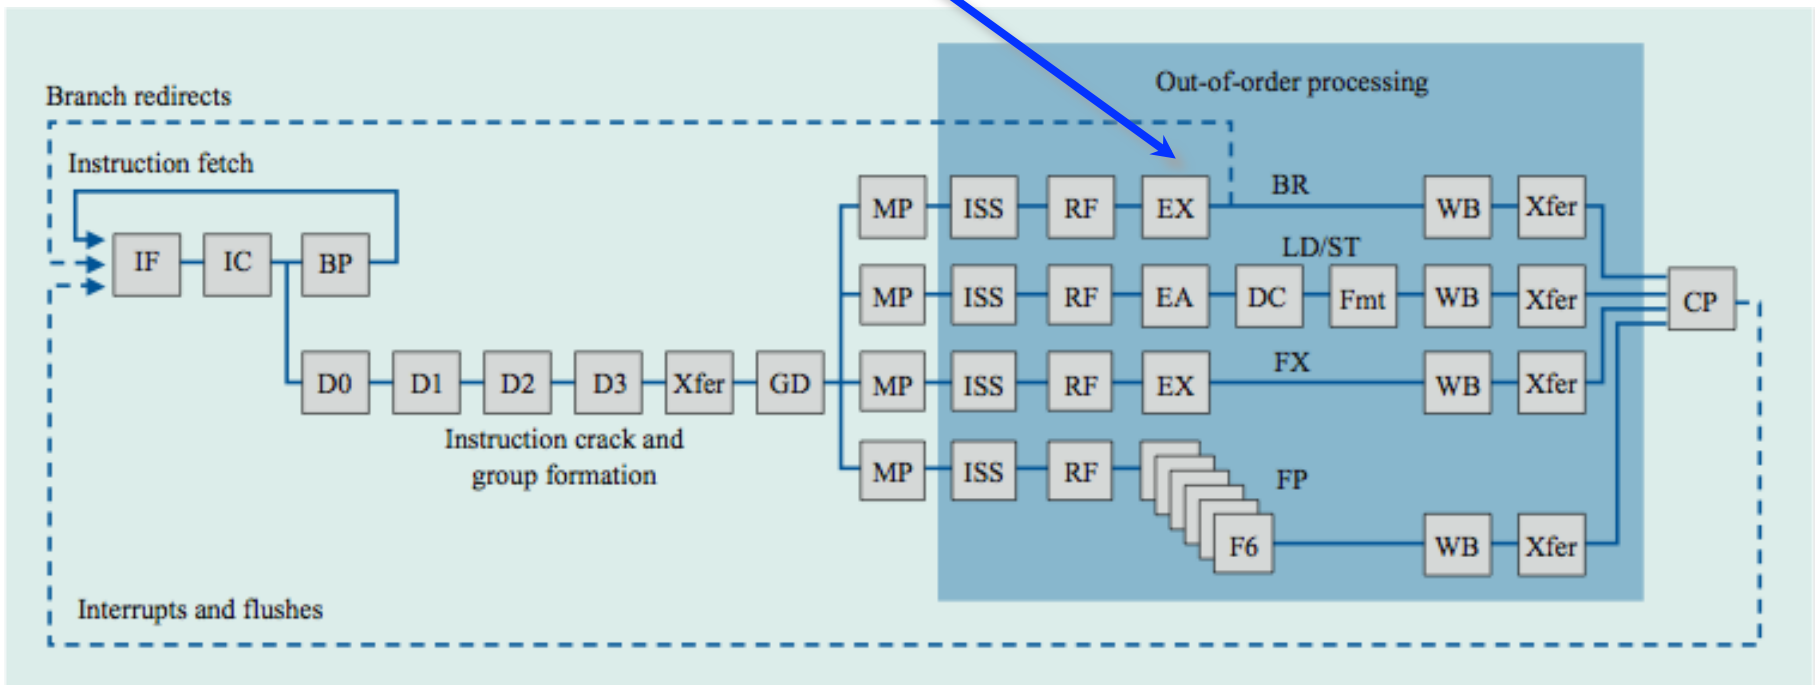 Out-of-order processing
Branch redirects
Instruction fetch
IF IC BP
MP ISS RF EX BR WB Xfer
LD/ST
MP ISS RF EA DC Fmt WB Xfer
CP
D0 D1 D2 D3 Xfer GD
MP ISS RF EX FX WB Xfer
Instruction crack and
group formation
MP ISS RF FP
F6 WB Xfer
Interrupts and flushes